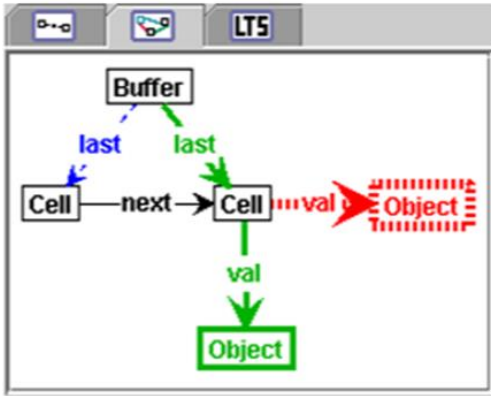 LTS
Buffer
last last
Cell next Cell val Object
val
Object